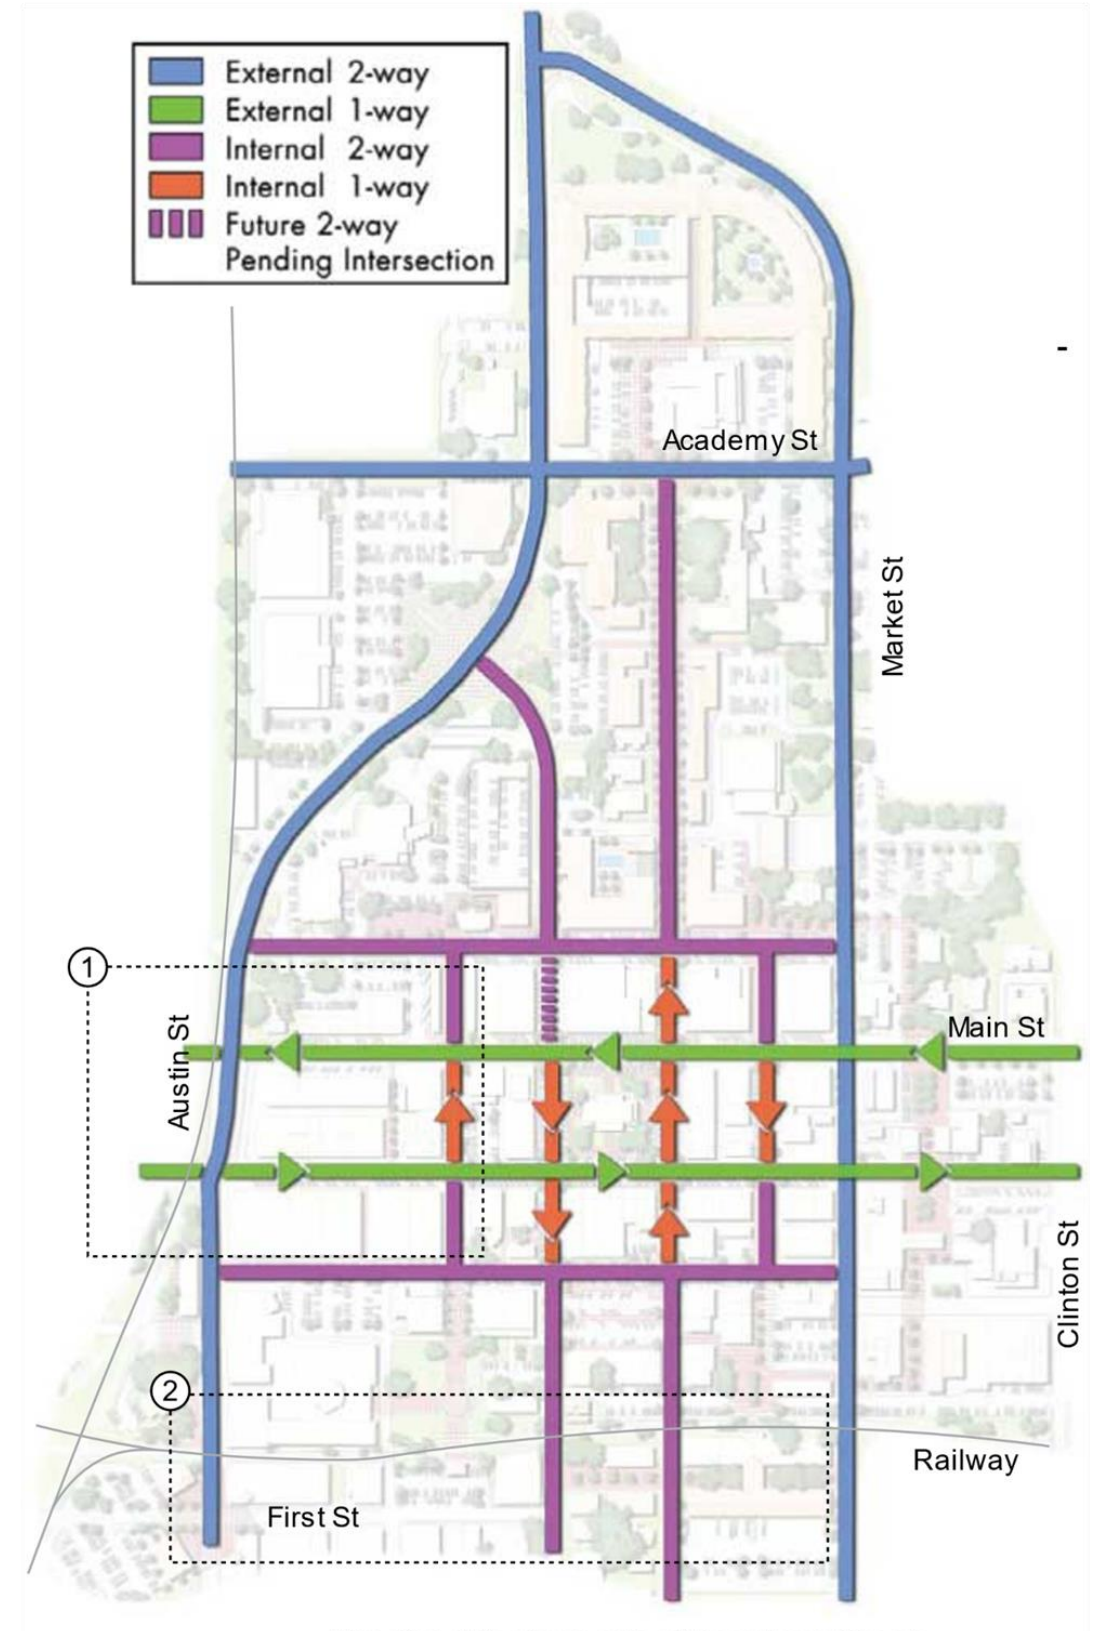 External 2-way
External 1-way
Internal 2-way
Internal 1-way
Future 2-way
Pending Intersection
-
Academy St
Market St
1
Main St
Austin St
Clinton St
2
Railway
First St